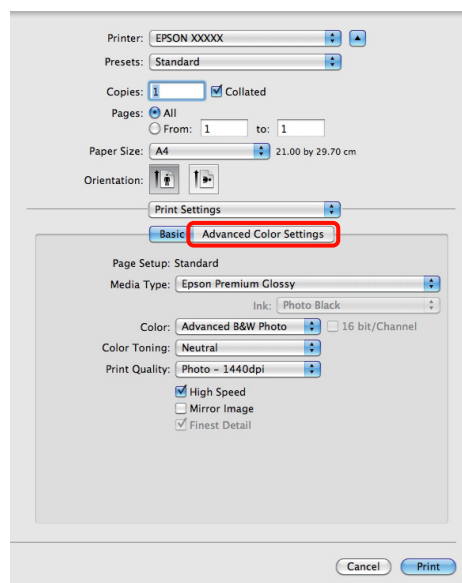 Printer: EPSON XXXXX
Presets: Standard
Copies: 1 Collated
Pages: All
From: 1 to: 1
Paper Size: A4 21.00 by 29.70 cm
Orientation:
Print Settings
Basic Advanced Color Settings
Page Setup: Standard
Media Type: Epson Premium Glossy
Ink: Photo Black
Color: Advanced B&W Photo 16 bit/Channel
Color Toning: Neutral
Print Quality: Photo – 1440dpi
High Speed
Mirror Image
Finest Detail
Cancel Print